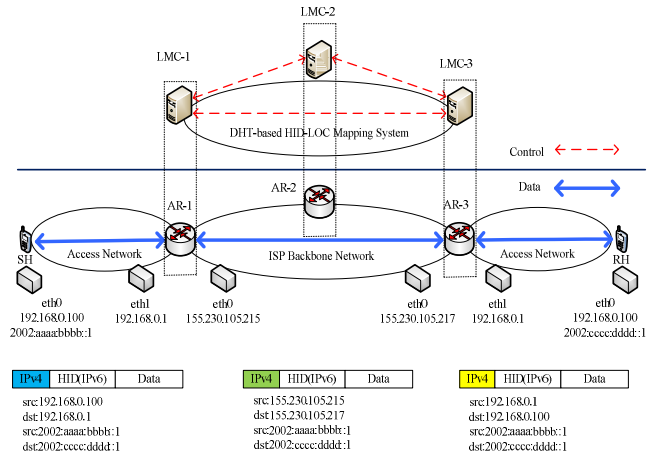 LMC-2
LMC-1
LMC-3
DHT-based HID-LOC Mapping System
Control
Data
AR-1
AR-2
AR-3
SH
Access Network
ISP Backbone Network
Access Network
RH
eth0
192.168.0.100
2002:aaaa:bbbb::1
eth1
192.168.0.1
eth0
155.230.105.215
eth0
155.230.105.217
eth1
192.168.0.1
eth0
192.168.0.100
2002:cccc:dddd::1
IPv4 HID(IPv6) Data
src:192.168.0.100
dst:192.168.0.1
src:2002:aaaa:bbbb::1
dst:2002:cccc:dddd::1
IPv4 HID(IPv6) Data
src:155.230.105.215
dst:155.230.105.217
src:2002:aaaa:bbbb::1
dst:2002:cccc:dddd::1
IPv4 HID(IPv6) Data
src:192.168.0.1
dst:192.168.0.100
src:2002:aaaa:bbbb::1
dst:2002:cccc:dddd::1